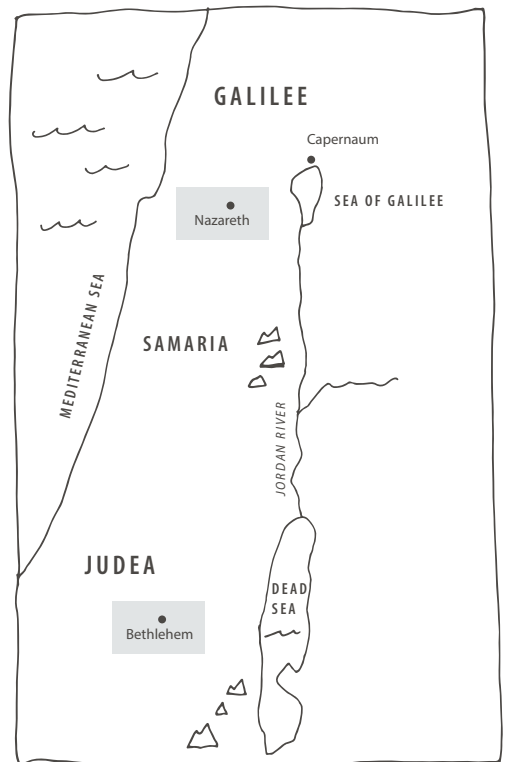 GALILEE
Capernaum
SEA OF GALILEE
Nazareth
MEDITERRANEAN SEA
SAMARIA
JORDAN RIVER
JUDEA
DEAD
SEA
Bethlehem